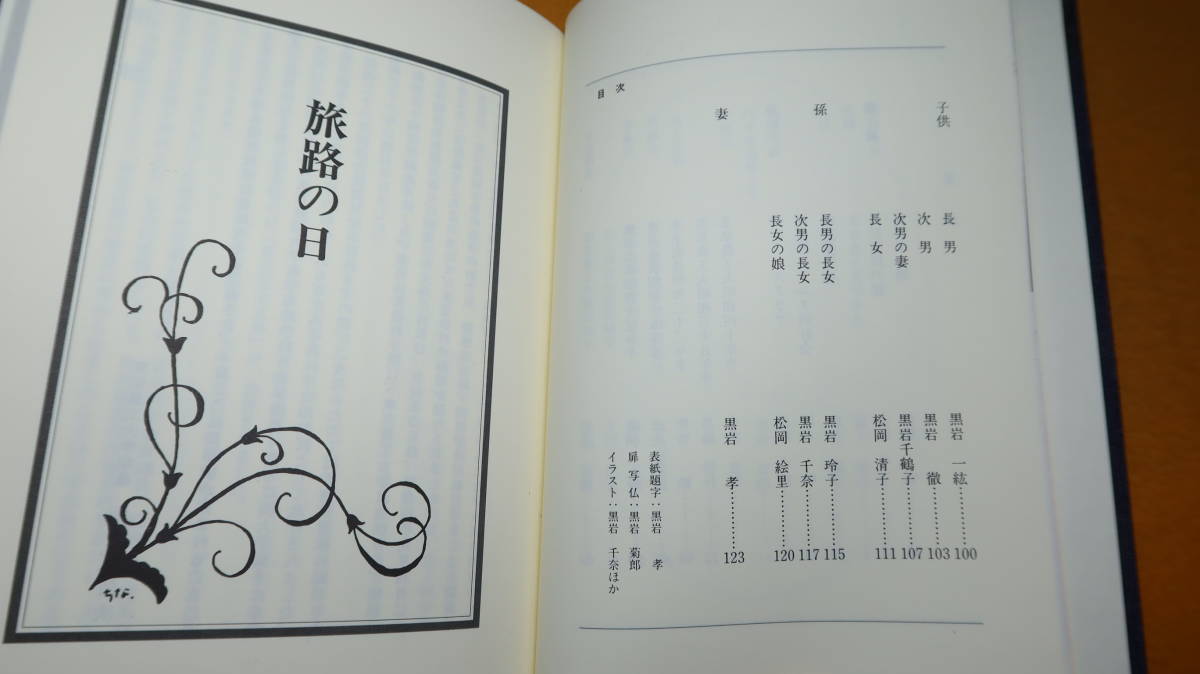 目次
子供
長男 黒岩 一紘…………100
次男 黒岩 徹…………103
次男の妻 黒岩千鶴子…………107
長女 松岡 清子…………111
孫
長男の長女 黒岩 玲子…………115
次男の長女 黒岩 千奈…………117
長女の娘 松岡 絵里…………120
妻
黒岩 孝…………123
表紙題字:黒岩 孝
扉写仏:黒岩 菊郎
イラスト:黒岩 千奈ほか
旅路の日
ちな.